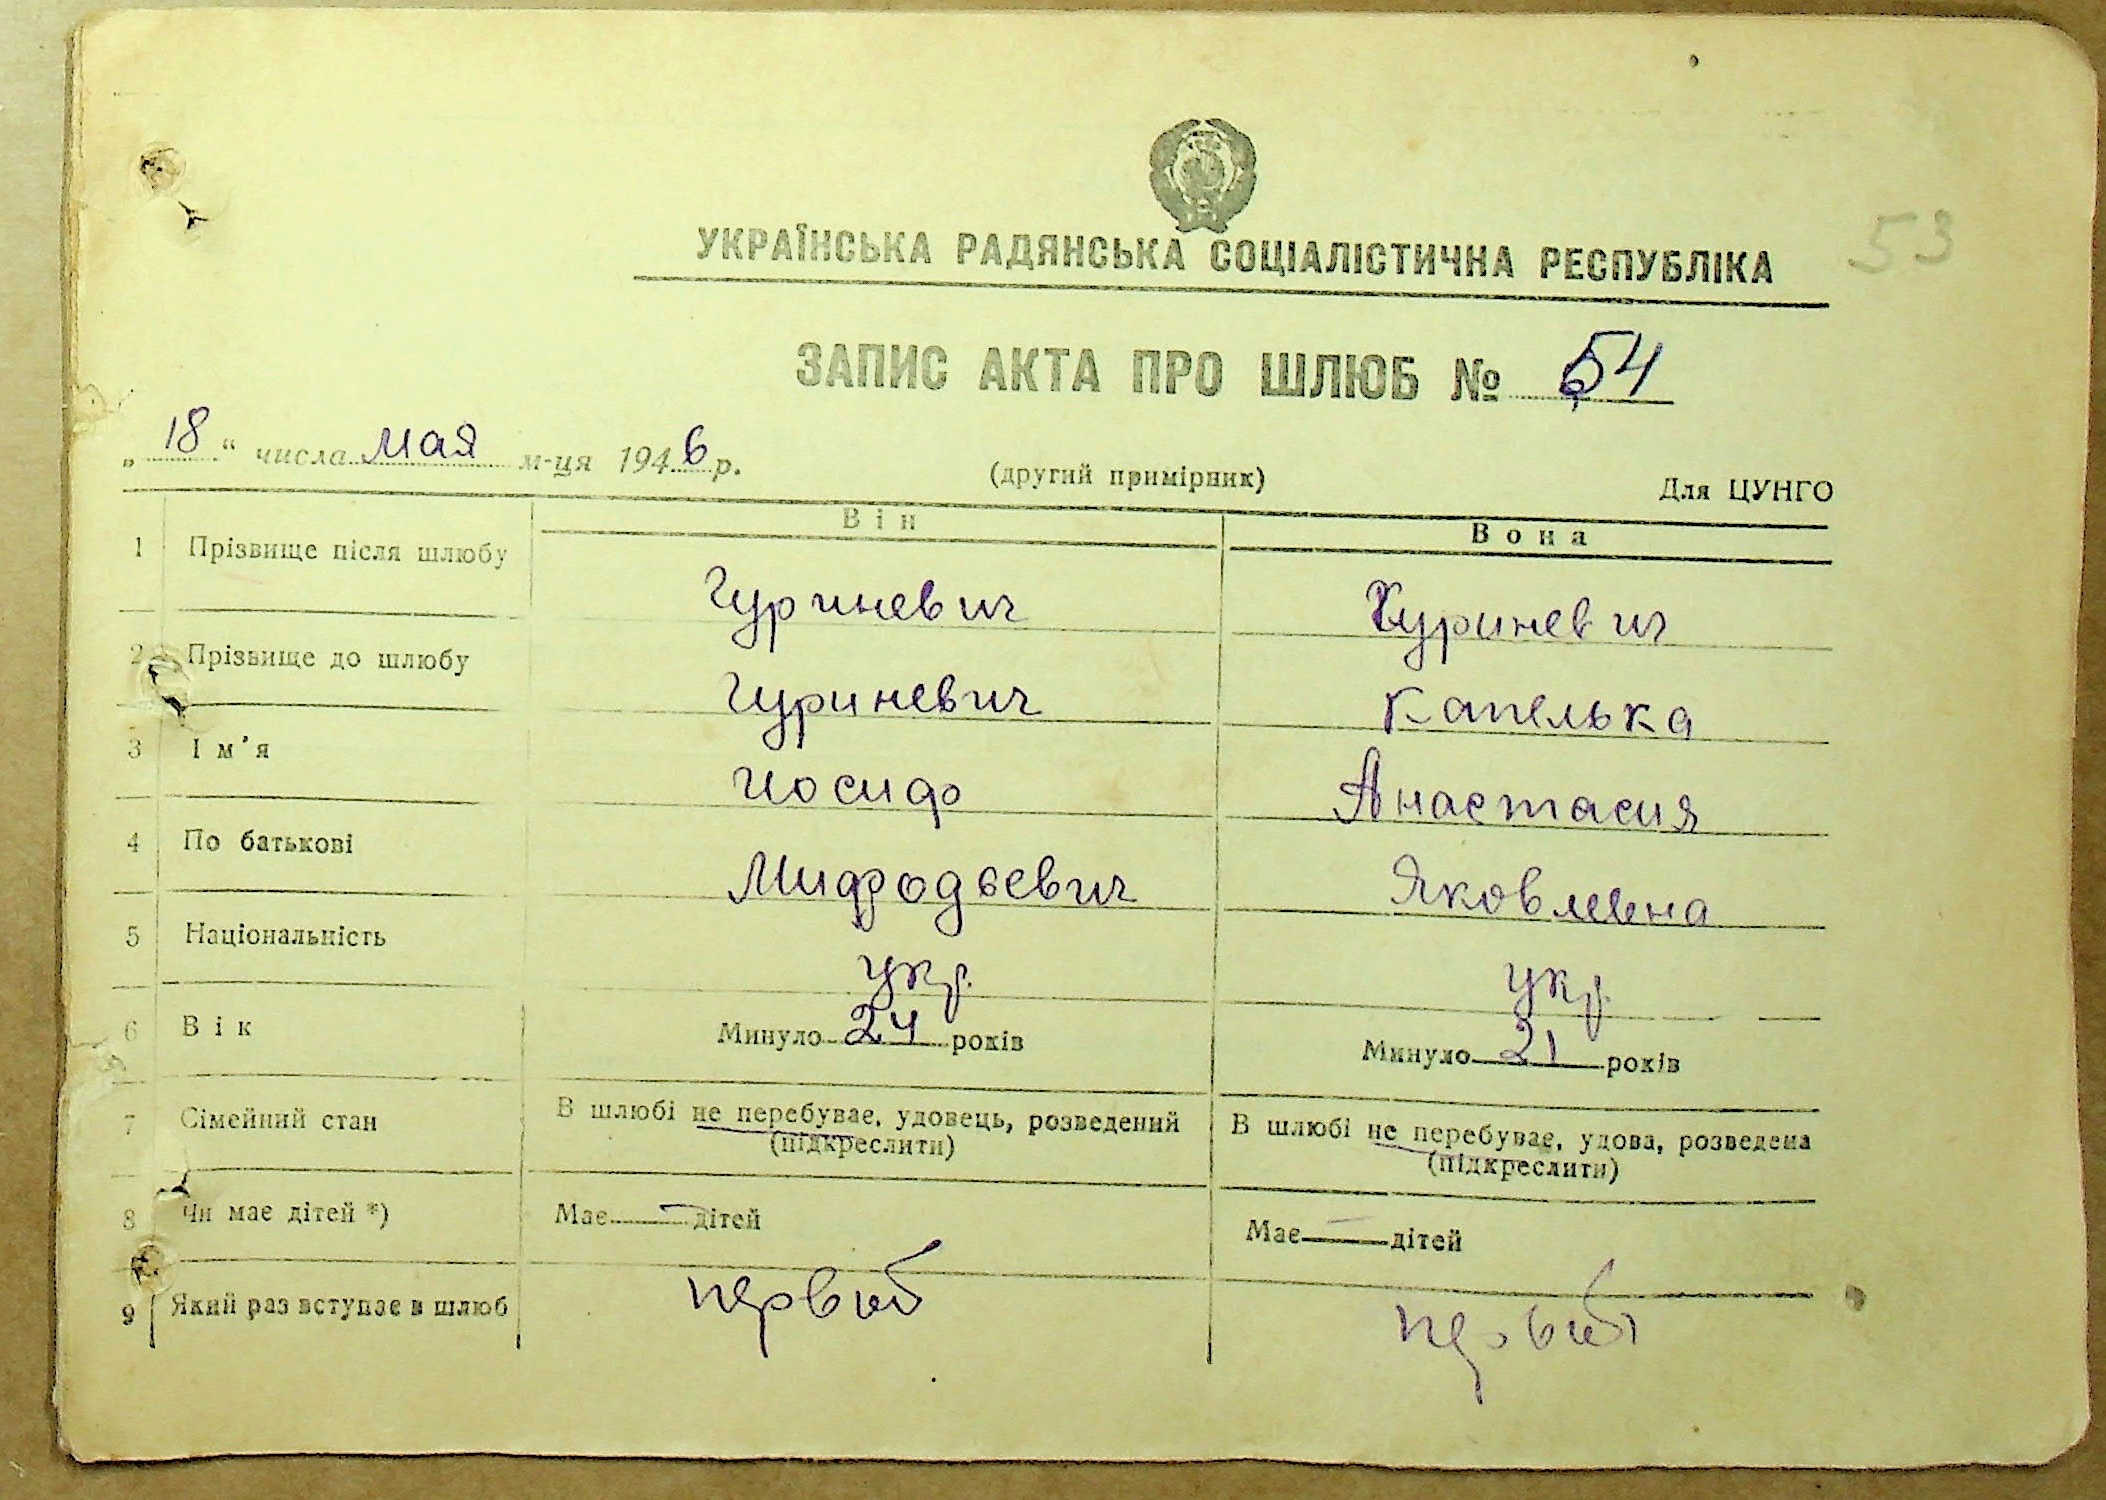 53
УКРАЇНСЬКА РАДЯНСЬКА СОЦІАЛІСТИЧНА РЕСПУБЛІКА
ЗАПИС АКТА ПРО ШЛЮБ № 54
„18“ числа мая м-ця 1946 р.
(другий примірник)
Для ЦУНГО
Він
Вона
1 Прізвище після шлюбу Гуриневич Гуриневич
2 Прізвище до шлюбу Гуриневич Капелька
3 Ім’я Иосиф Анастасия
4 По батькові Мифодьевич Яковлевна
5 Національність укр. укр.
6 Вік Минуло 24 років Минуло 21 років
7 Сімейний стан В шлюбі не перебуває, удовець, розведений В шлюбі не перебуває, удова, розведена
(підкреслити) (підкреслити)
8 Чи має дітей *) Має — дітей Має — дітей
9 Який раз вступає в шлюб первый первый